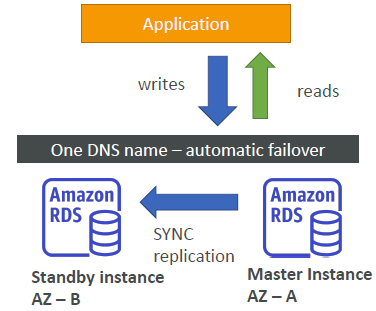 Application
writes
reads
One DNS name – automatic failover
Amazon
RDS
Amazon
RDS
SYNC
replication
Standby instance
AZ – B
Master Instance
AZ – A